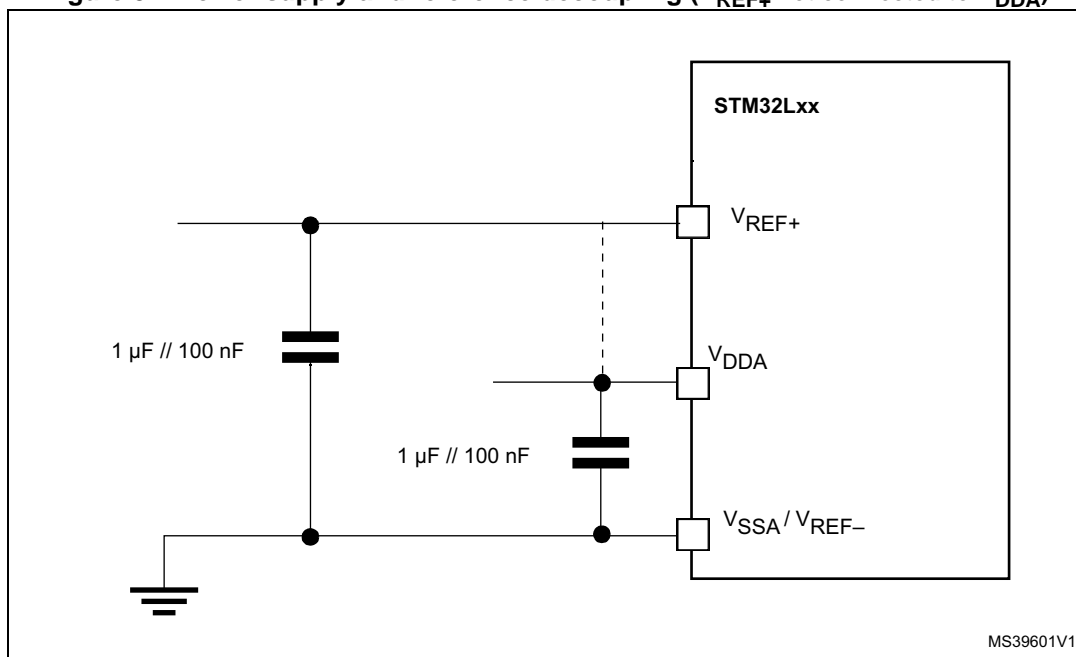 STM32Lxx
VREF+
1 µF // 100 nF
VDDA
1 µF // 100 nF
VSSA / VREF–
MS39601V1